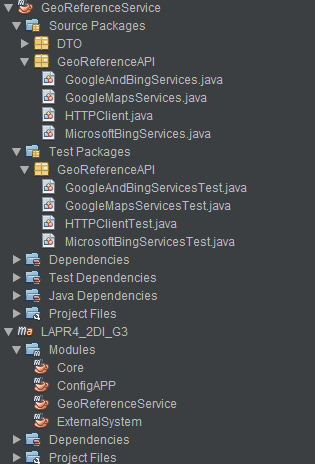 GeoReferenceService
Source Packages
DTO
GeoReferenceAPI
GoogleAndBingServices.java
GoogleMapsServices.java
HTTPClient.java
MicrosoftBingServices.java
Test Packages
GeoReferenceAPI
GoogleAndBingServicesTest.java
GoogleMapsServicesTest.java
HTTPClientTest.java
MicrosoftBingServicesTest.java
Dependencies
Test Dependencies
Java Dependencies
Project Files
LAPR4_2DI_G3
Modules
Core
ConfigAPP
GeoReferenceService
ExternalSystem
Dependencies
Project Files